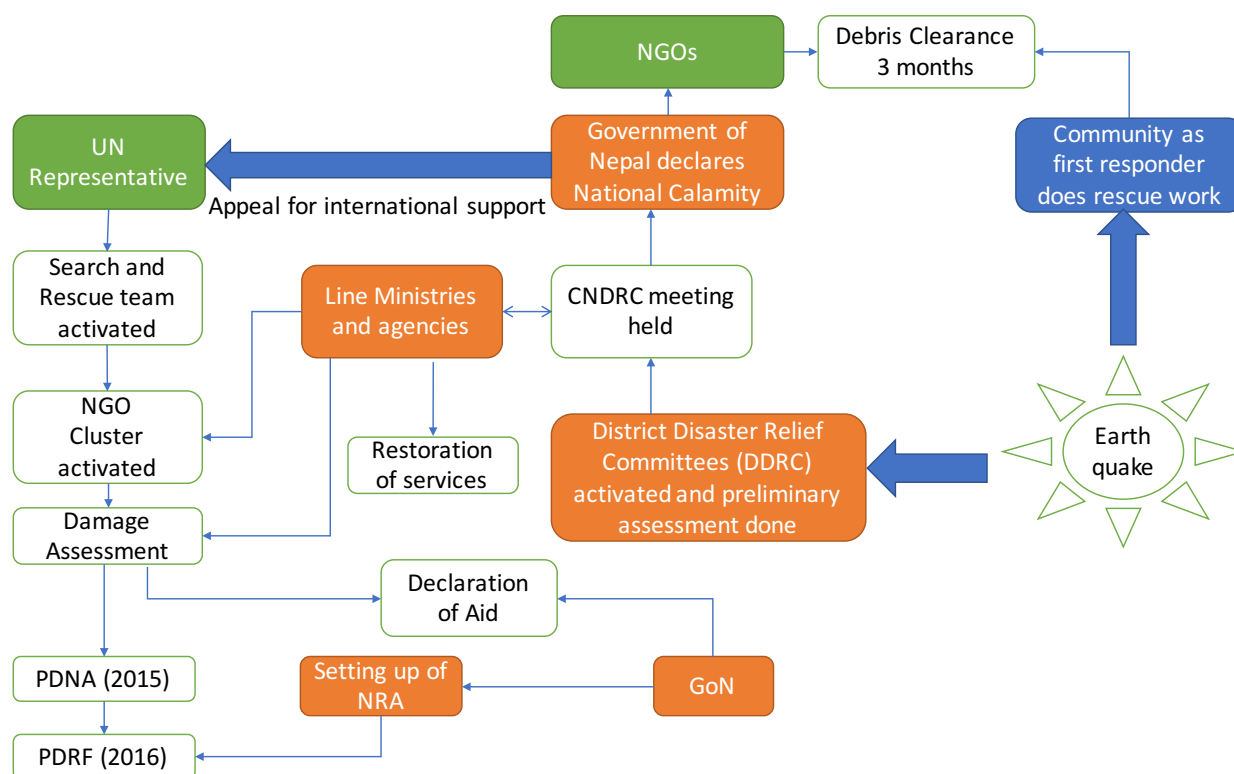 NGOs
Debris Clearance
3 months
UN
Representative
Government of
Nepal declares
National Calamity
Community as
first responder
does rescue work
Appeal for international support
Search and
Rescue team
activated
Line Ministries
and agencies
CNDRC meeting
held
NGO
Cluster
activated
Restoration
of services
District Disaster Relief
Committees (DDRC)
activated and preliminary
assessment done
Earth
quake
Damage
Assessment
Declaration
of Aid
PDNA (2015)
Setting up of
NRA
GoN
PDRF (2016)